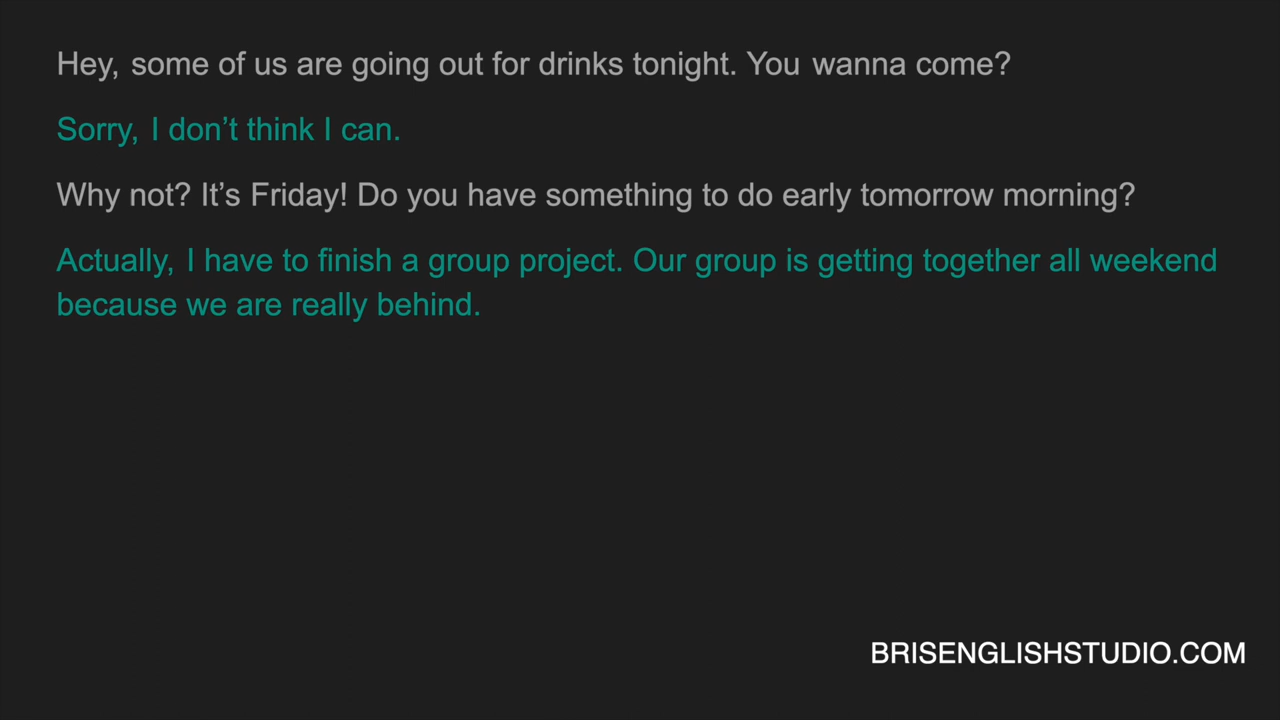 Hey, some of us are going out for drinks tonight. You wanna come?
Sorry, I don’t think I can.
Why not? It’s Friday! Do you have something to do early tomorrow morning?
Actually, I have to finish a group project. Our group is getting together all weekend
because we are really behind.
BRISENGLISHSTUDIO.COM